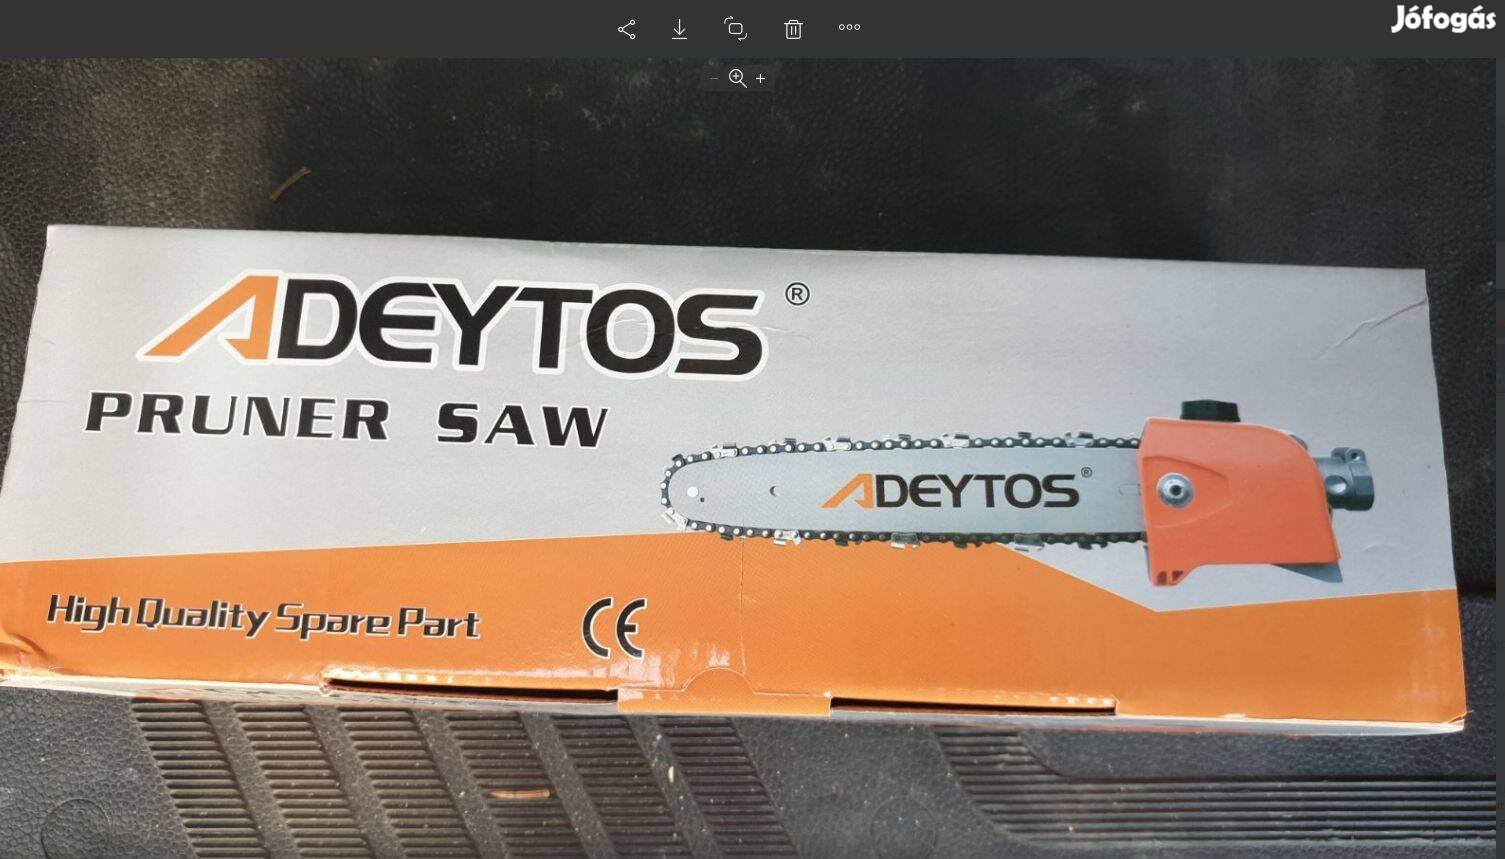 Jófogás
ADEYTOS®
PRUNER SAW
ADEYTOS®
High Quality Spare Part
CE